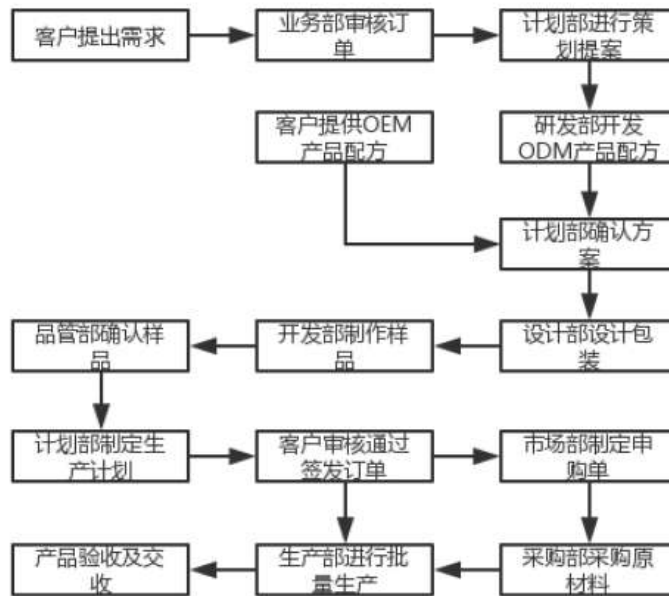 客户提出需求
业务部审核订
单
计划部进行策
划提案
客户提供OEM
产品配方
研发部开发
ODM产品配方
计划部确认方
案
品管部确认样
品
开发部制作样
品
设计部设计包
装
计划部制定生
产计划
客户审核通过
签发订单
市场部制定申
购单
产品验收及交
收
生产部进行批
量生产
采购部采购原
材料